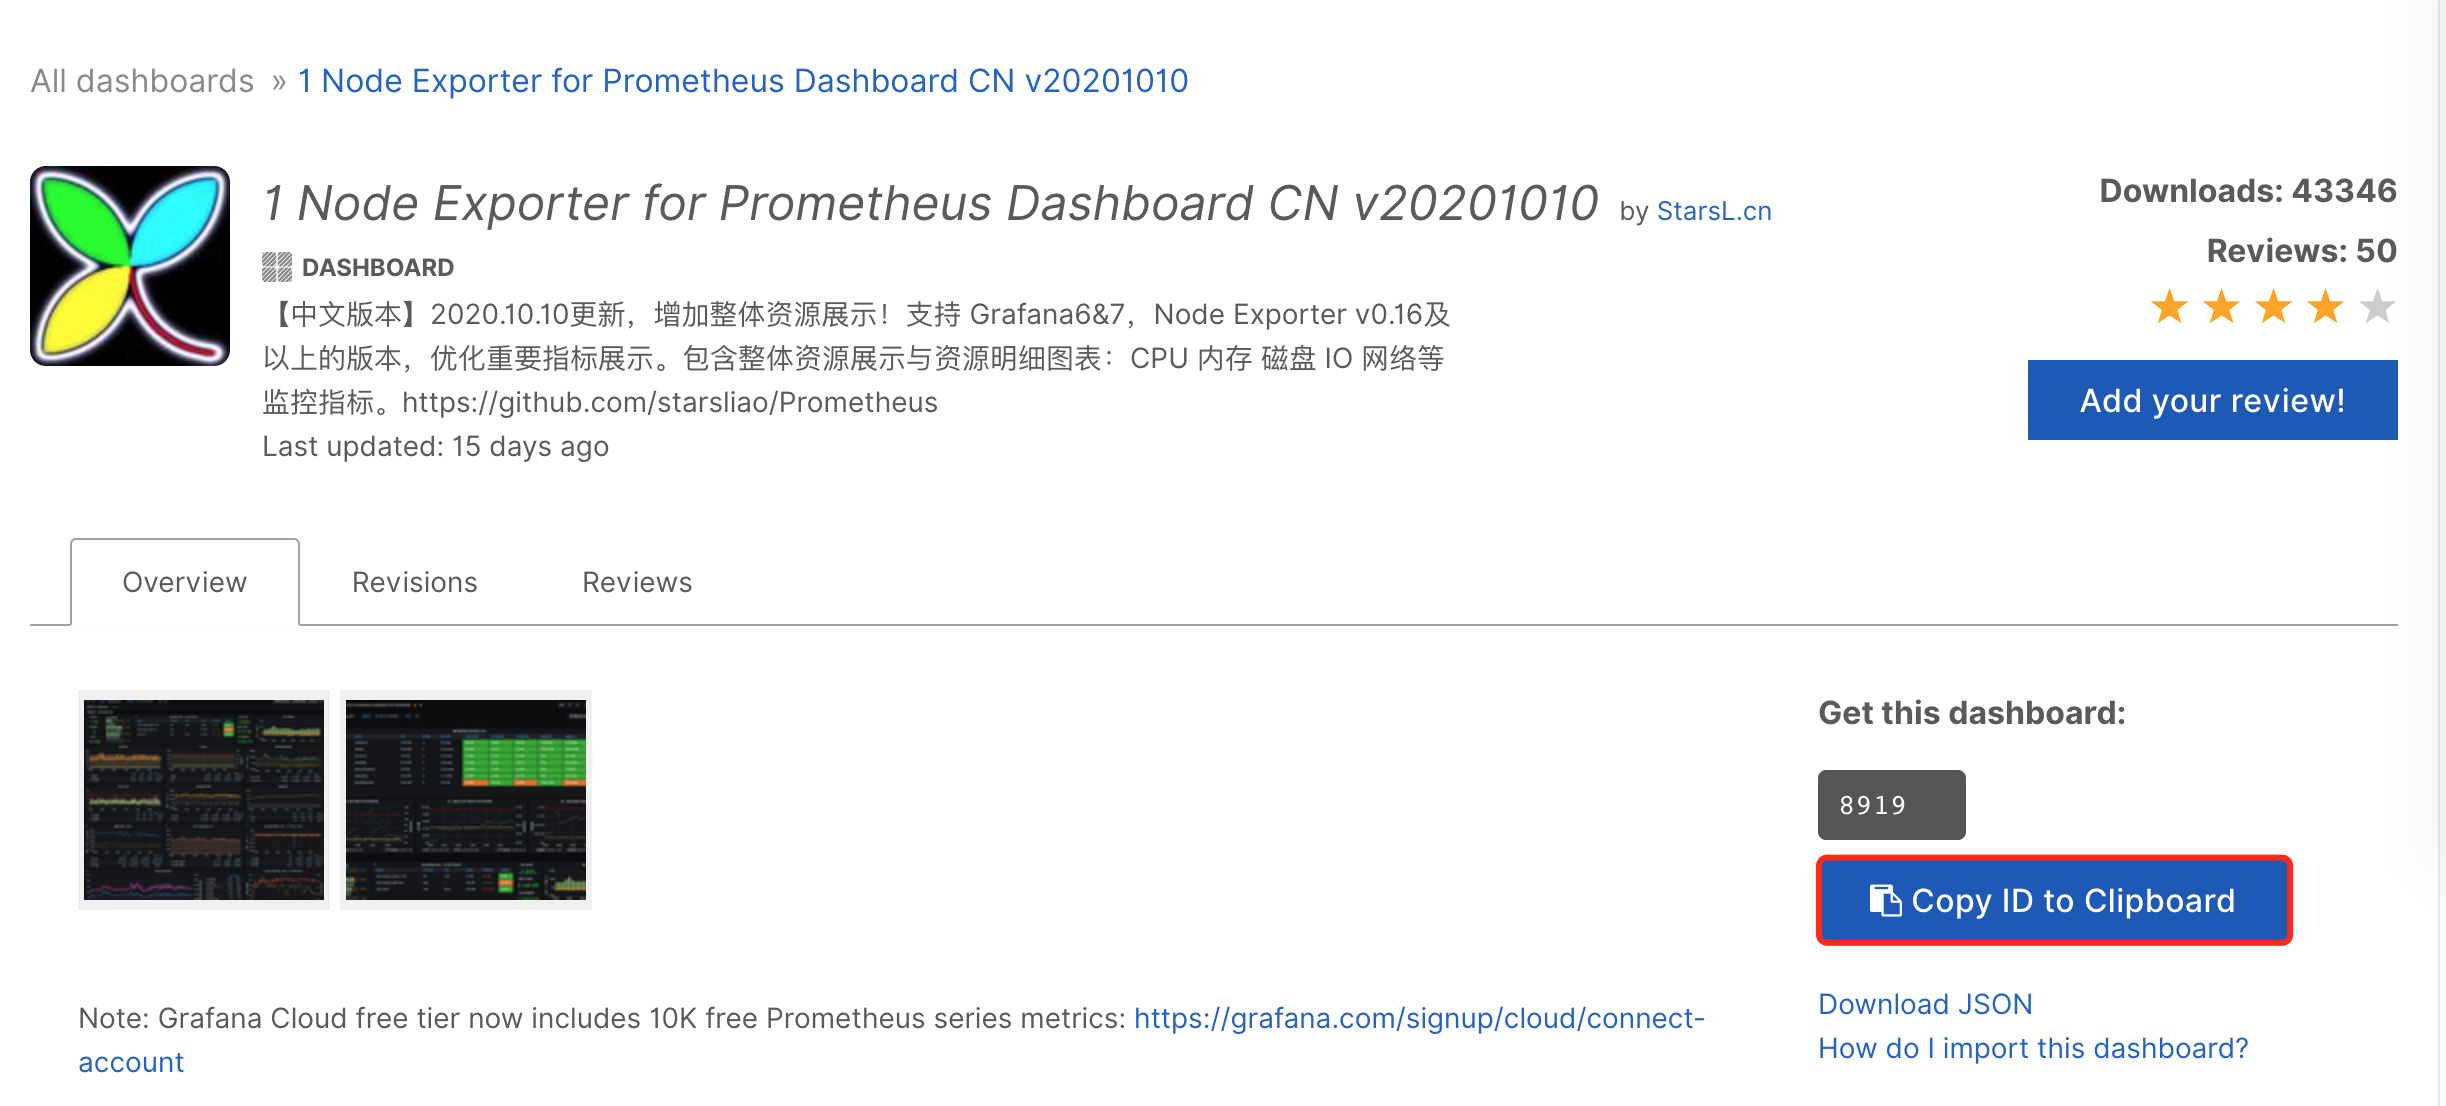 All dashboards » 1 Node Exporter for Prometheus Dashboard CN v20201010
1 Node Exporter for Prometheus Dashboard CN v20201010 by StarsL.cn
DASHBOARD
【中文版本】2020.10.10更新，增加整体资源展示！支持 Grafana6&7，Node Exporter v0.16及
以上的版本，优化重要指标展示。包含整体资源展示与资源明细图表：CPU 内存 磁盘 IO 网络等
监控指标。https://github.com/starsliao/Prometheus
Last updated: 15 days ago
Downloads: 43346
Reviews: 50
Add your review!
Overview
Revisions
Reviews
Get this dashboard:
8919
Copy ID to Clipboard
Download JSON
How do I import this dashboard?
Note: Grafana Cloud free tier now includes 10K free Prometheus series metrics: https://grafana.com/signup/cloud/connect-
account